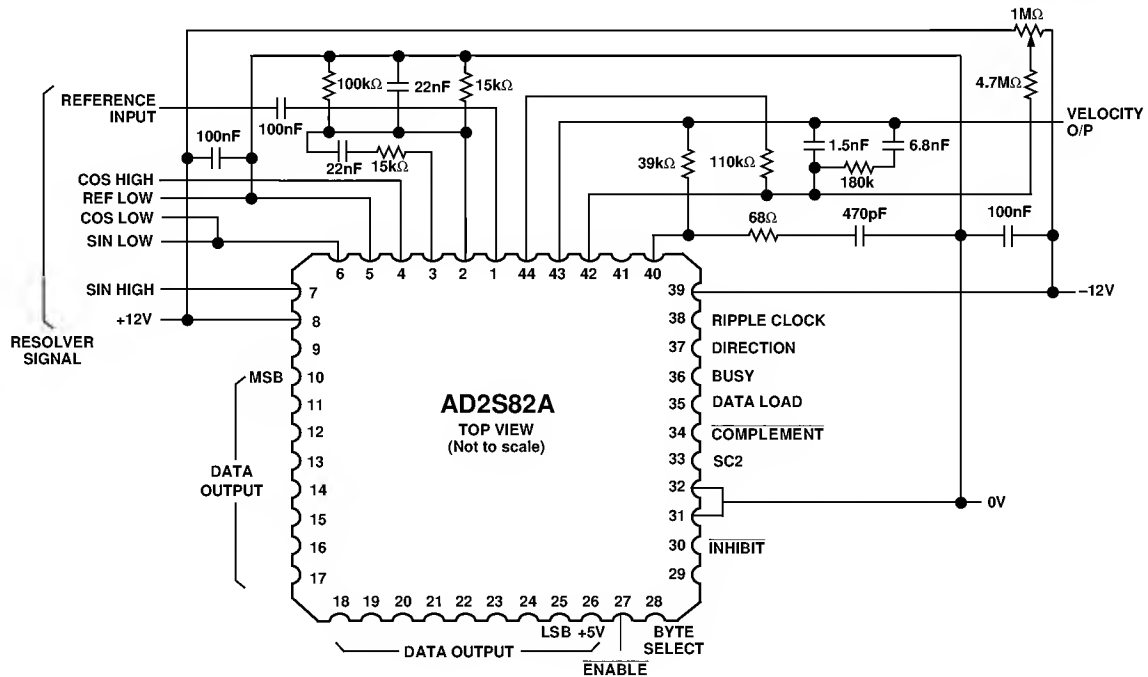 1MΩ
100kΩ
22nF
15kΩ
4.7MΩ
REFERENCE
INPUT
100nF
VELOCITY
O/P
100nF
22nF
15kΩ
39kΩ
110kΩ
1.5nF
6.8nF
180k
COS HIGH
REF LOW
COS LOW
SIN LOW
68Ω
470pF
100nF
6 5 4 3 2 1 44 43 42 41 40
SIN HIGH
7
39
–12V
+12V
8
38 RIPPLE CLOCK
RESOLVER
SIGNAL
9
37 DIRECTION
MSB 10
36 BUSY
11
35 DATA LOAD
AD2S82A
TOP VIEW
(Not to scale)
12
34 COMPLEMENT
13
33 SC2
DATA
OUTPUT
14
32
0V
15
31
16
30 INHIBIT
17
29
18 19 20 21 22 23 24 25 26 27 28
LSB +5V
BYTE
SELECT
DATA OUTPUT
ENABLE